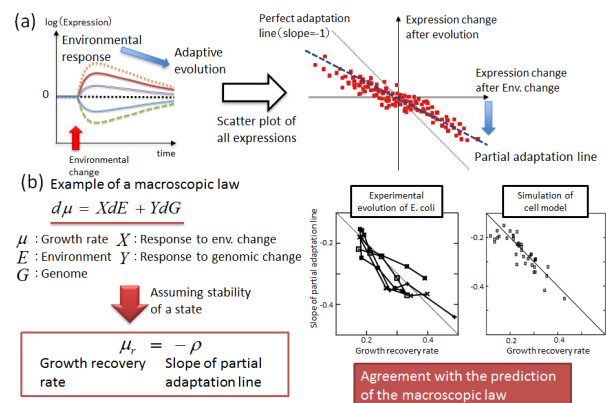 (a)
log(Expression)
Environmental
response
Adaptive
evolution
0
time
Environmental
change
Scatter plot of
all expressions
Perfect adaptation
line(slope=-1)
Expression change
after evolution
Expression change
after Env. change
Partial adaptation line
(b) Example of a macroscopic law
dμ = XdE + YdG
μ : Growth rate X : Response to env. change
E : Environment Y : Response to genomic change
G : Genome
Assuming stability
of a state
μr = −ρ
Growth recovery Slope of partial
rate adaptation line
Experimental
evolution of E. coli
Slope of partial adaptation line
-0.2
-0.4
0.2 0.4
Growth recovery rate
Simulation of
cell model
-0.2
-0.4
0.2 0.4
Growth recovery rate
Agreement with the prediction
of the macroscopic law